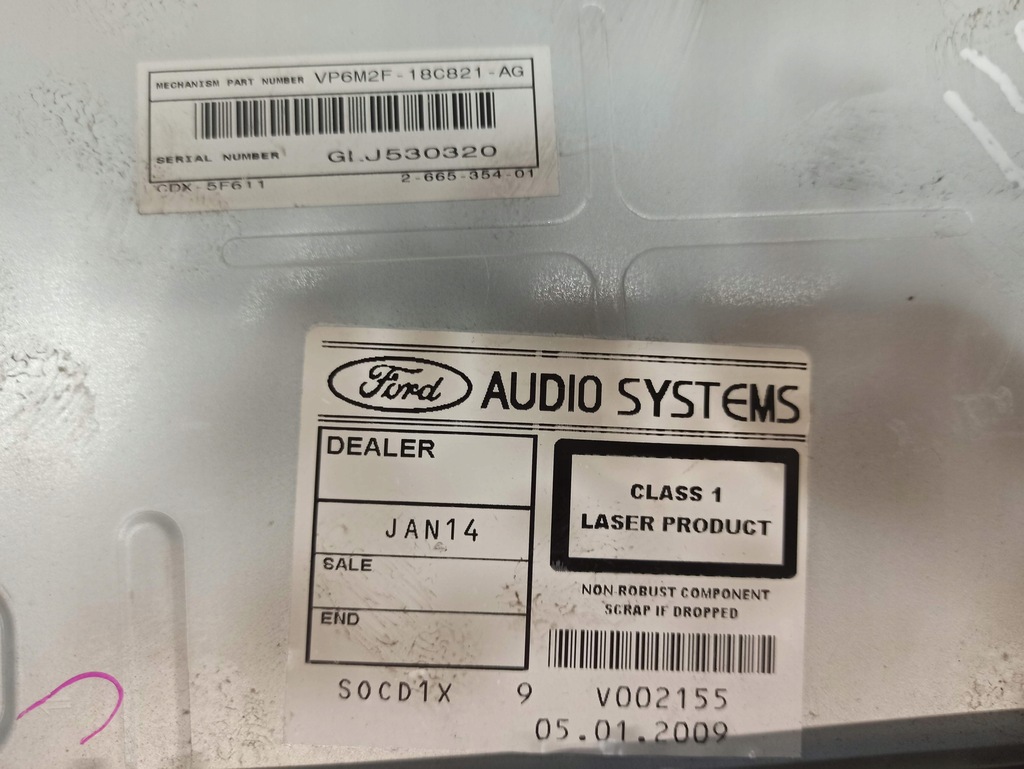 MECHANISM PART NUMBER VP6M2F-18C821-AG
SERIAL NUMBER GLJ530320
CDX-5F611 2-665-354-01
Ford AUDIO SYSTEMS
DEALER
JAN14
SALE
END
CLASS 1
LASER PRODUCT
NON ROBUST COMPONENT
SCRAP IF DROPPED
SOCD1X 9 V002155
05.01.2009